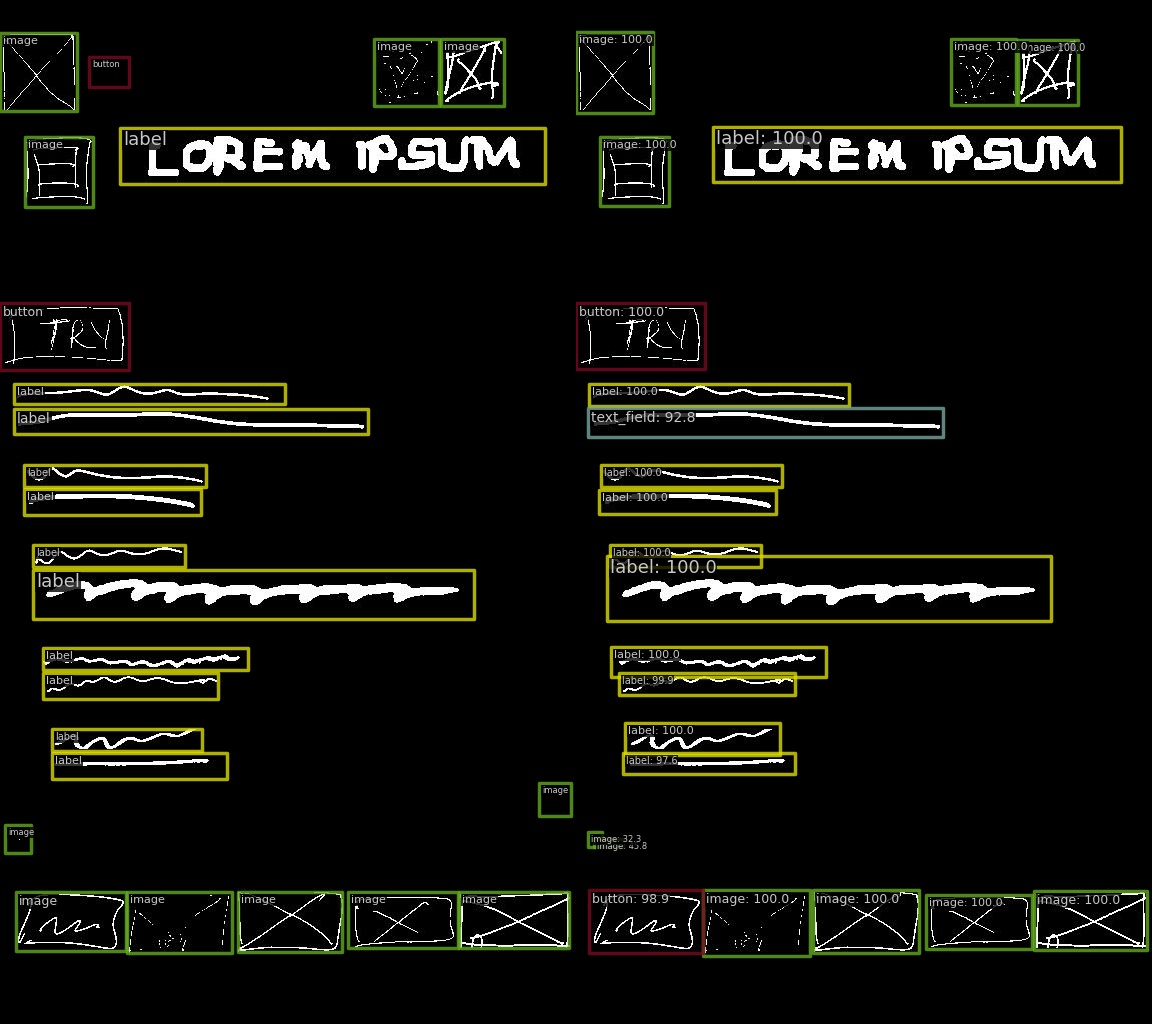 image
button
image
image
image: 100.0
image: 100.0
image: 100.0
image
label
LOREM IPSUM
image: 100.0
label: 100.0
LOREM IPSUM
button
TRY
button: 100.0
TRY
label
label: 100.0
label
text_field: 92.8
label
label: 100.0
label
label: 100.0
label
label: 100.0
label
label: 100.0
label
label: 100.0
label
label: 99.9
label
label: 100.0
label
label: 97.6
image
image
image: 32.3
image: 45.8
image
image
image
image
image
button: 98.9
image: 100.0
image: 100.0
image: 100.0
image: 100.0